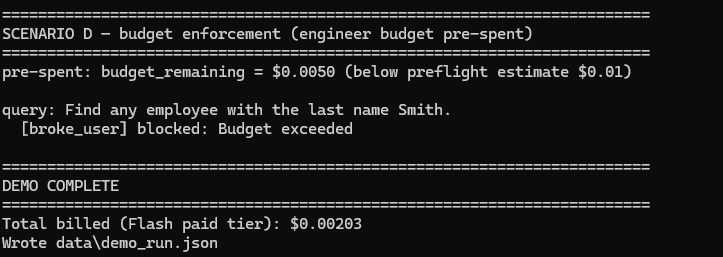 ========================================================================
SCENARIO D — budget enforcement (engineer budget pre-spent)
========================================================================
pre-spent: budget_remaining = $0.0050 (below preflight estimate $0.01)
query: Find any employee with the last name Smith.
[broke_user] blocked: Budget exceeded
========================================================================
DEMO COMPLETE
========================================================================
Total billed (Flash paid tier): $0.00203
Wrote data\demo_run.json